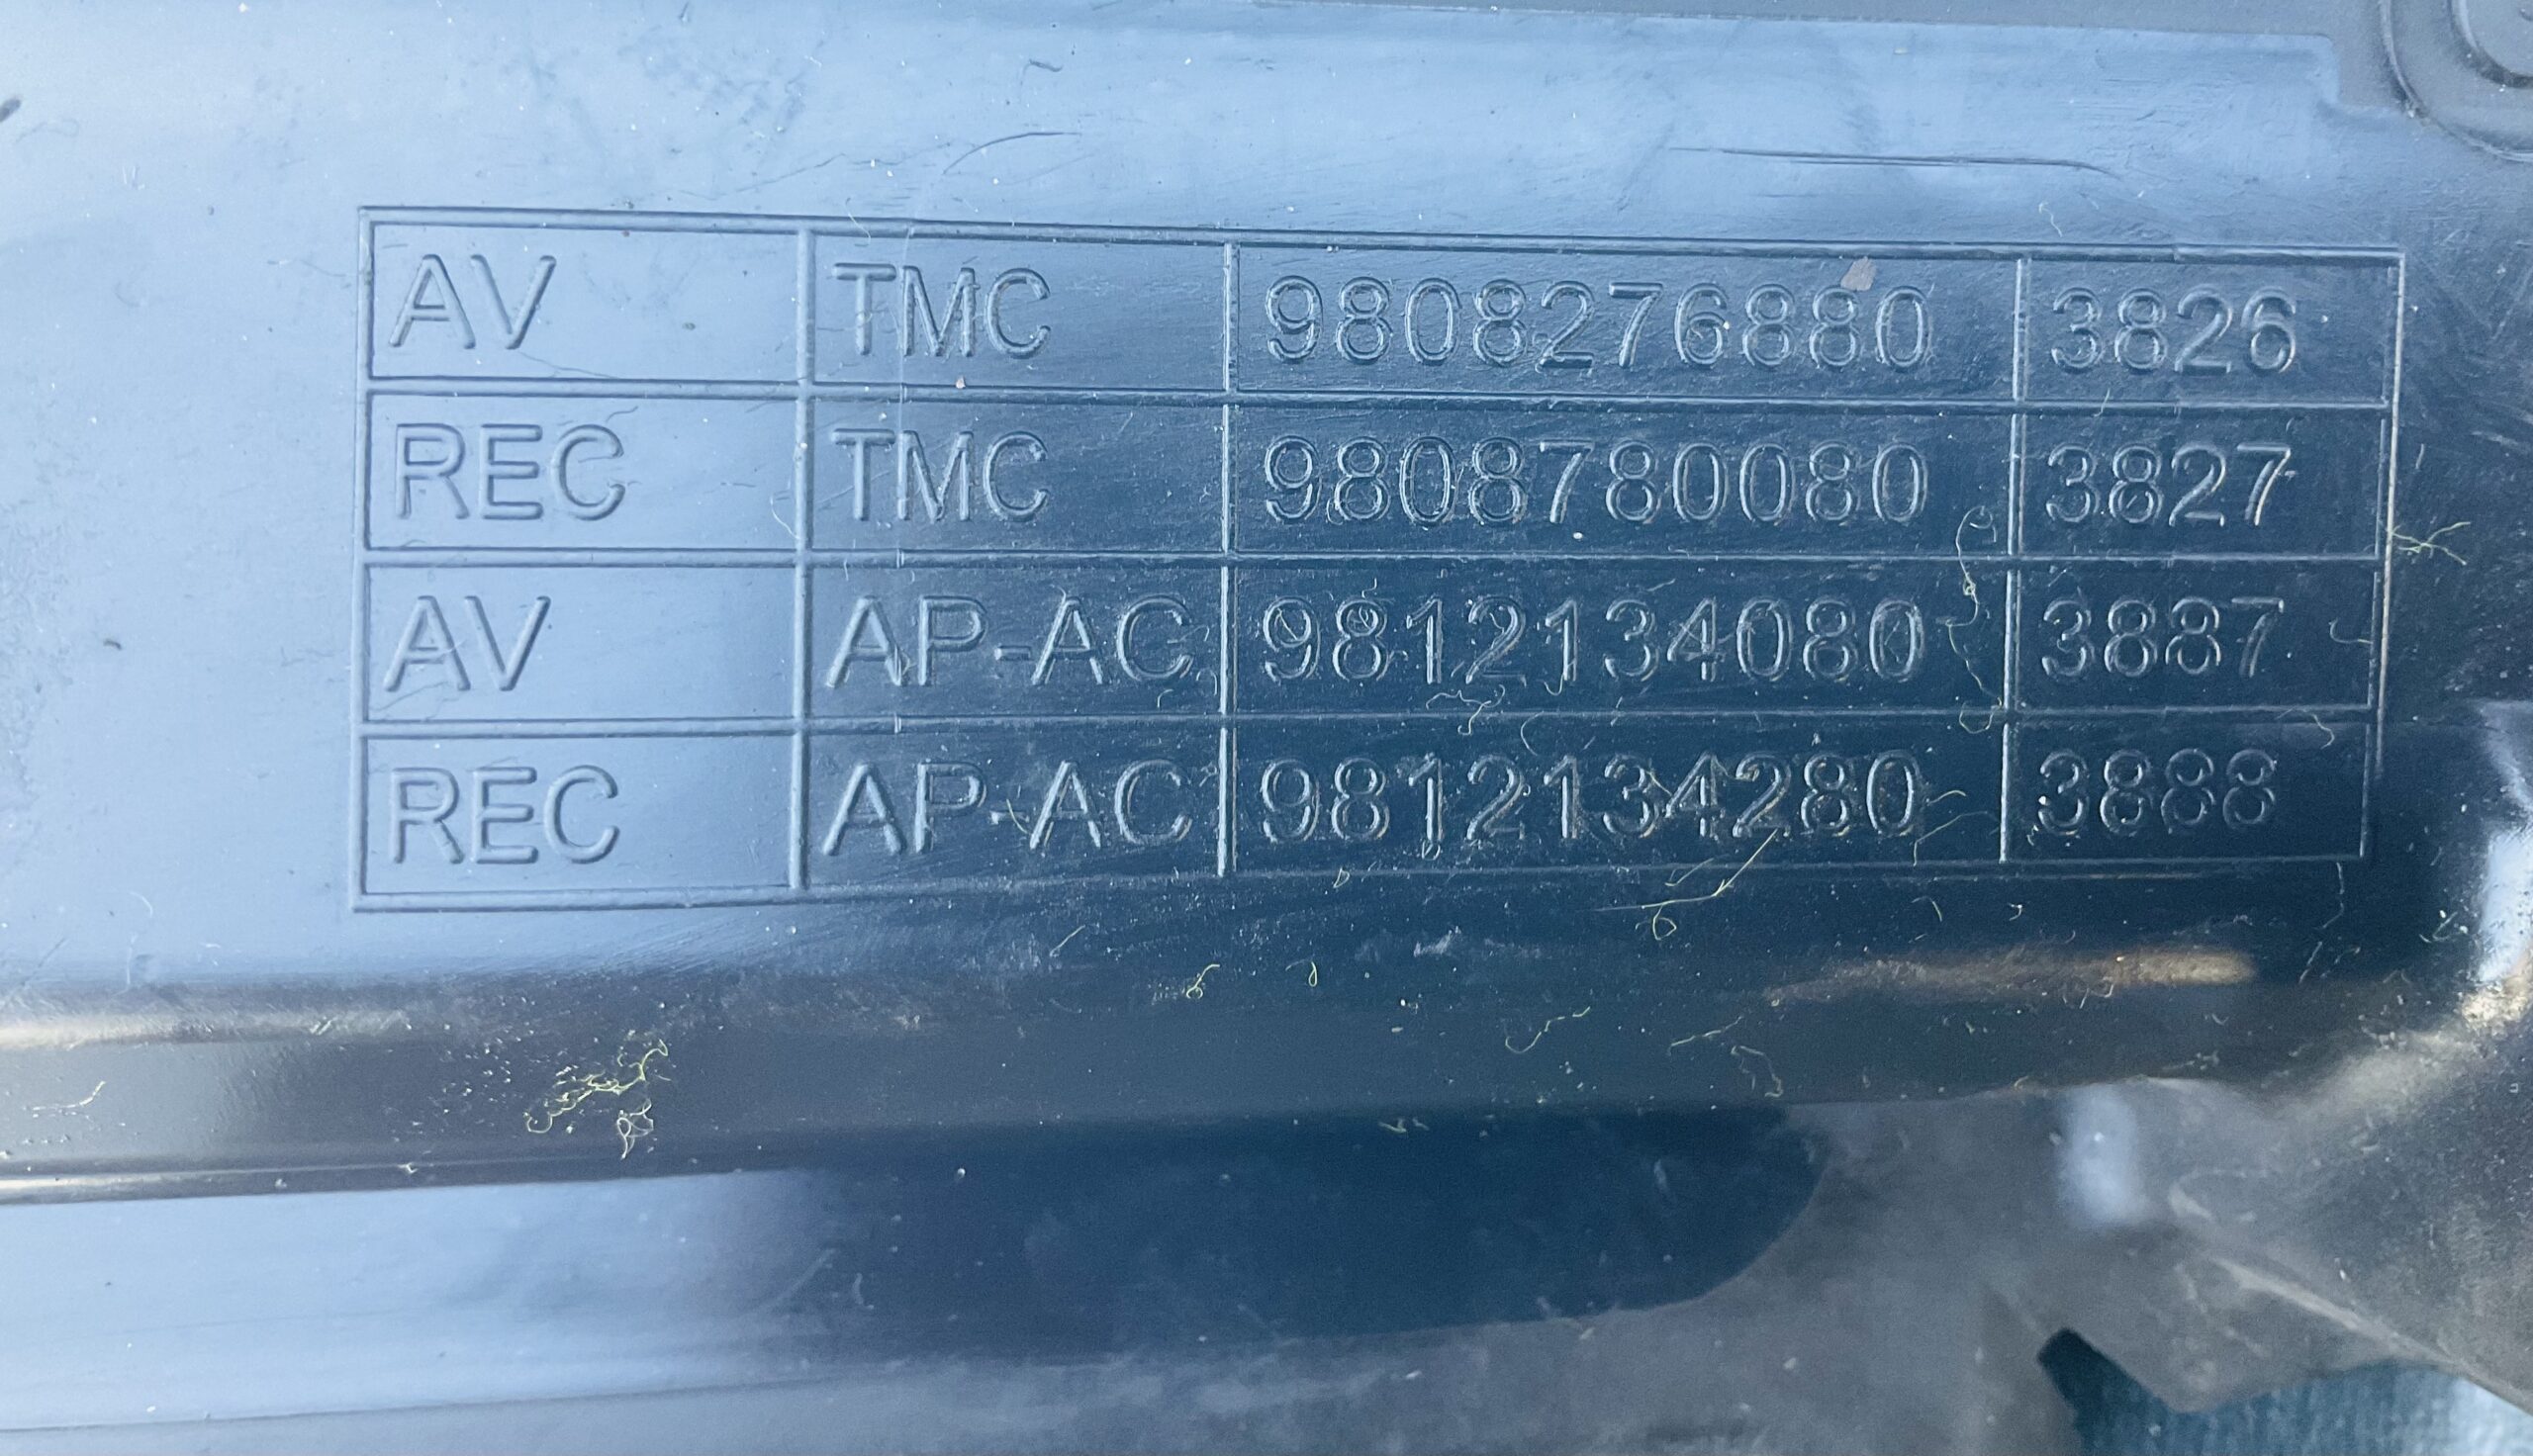 AV TMC 9808276880 3826
REC TMC 9808780080 3827
AV AP-AC 9812134080 3887
REC AP-AC 9812134280 3888